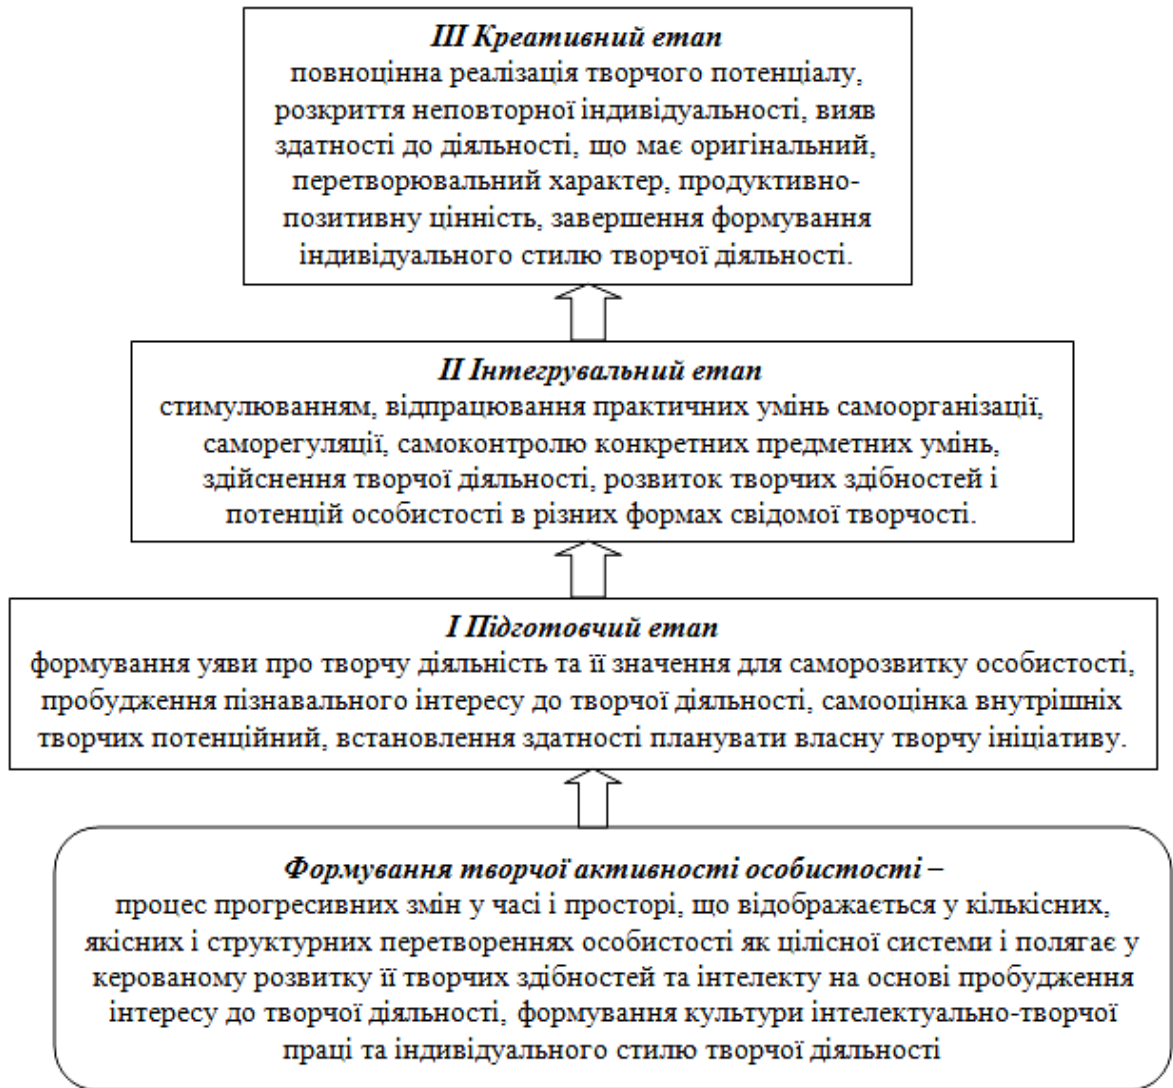 III Креативний етап
повноцінна реалізація творчого потенціалу,
розкриття неповторної індивідуальності, вияв
здатності до діяльності, що має оригінальний,
перетворювальний характер, продуктивно-
позитивну цінність, завершення формування
індивідуального стилю творчої діяльності.
II Інтегрувальний етап
стимулюванням, відпрацювання практичних умінь самоорганізації,
саморегуляції, самоконтролю конкретних предметних умінь,
здійснення творчої діяльності, розвиток творчих здібностей і
потенцій особистості в різних формах свідомої творчості.
I Підготовчий етап
формування уяви про творчу діяльність та її значення для саморозвитку особистості,
пробудження пізнавального інтересу до творчої діяльності, самооцінка внутрішніх
творчих потенційний, встановлення здатності планувати власну творчу ініціативу.
Формування творчої активності особистості –
процес прогресивних змін у часі і просторі, що відображається у кількісних,
якісних і структурних перетвореннях особистості як цілісної системи і полягає у
керованому розвитку її творчих здібностей та інтелекту на основі пробудження
інтересу до творчої діяльності, формування культури інтелектуально-творчої
праці та індивідуального стилю творчої діяльності